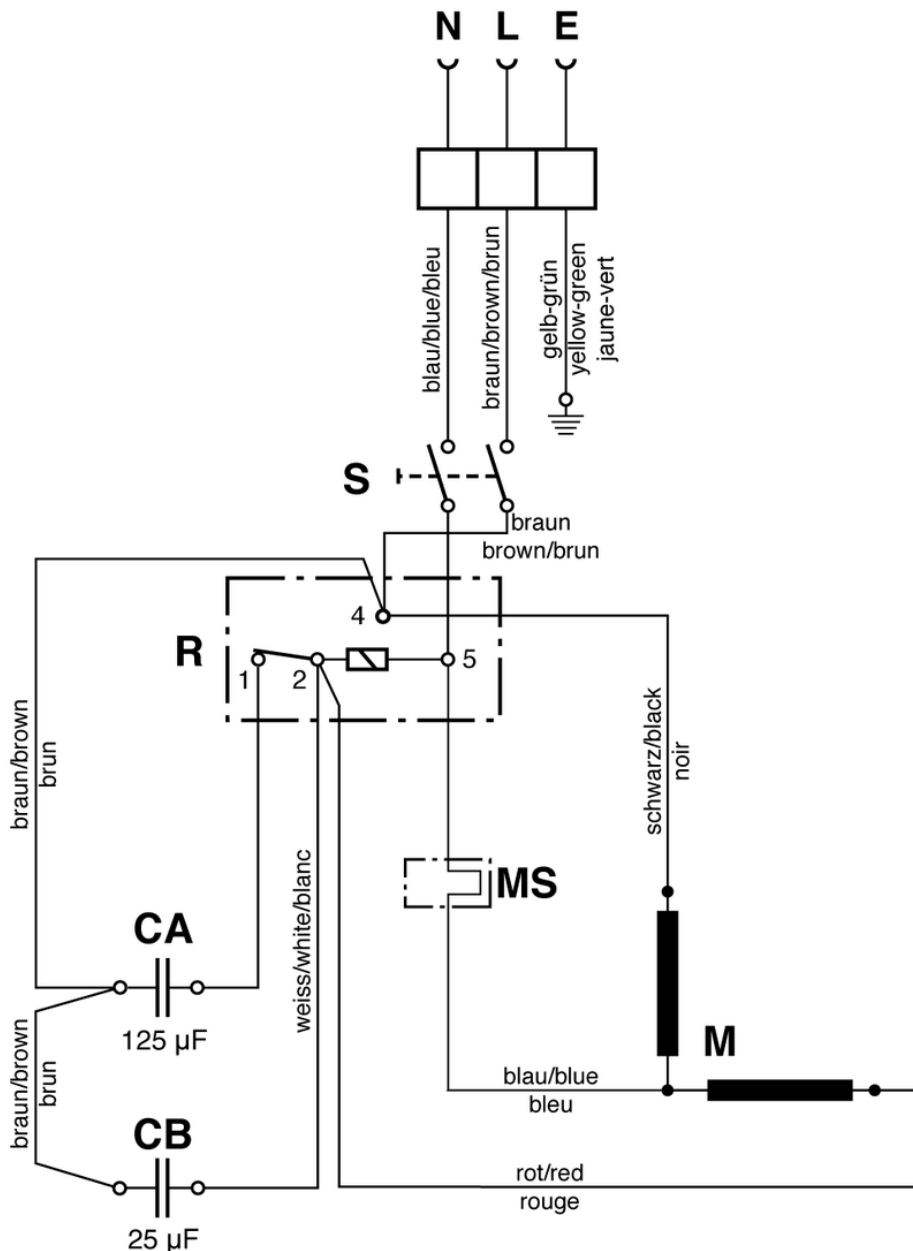 N L E
blau/blue/bleu
braun/brown/brun
gelb-grün
yellow-green
jaune-vert
S
braun
brown/brun
4
R
1 2 5
braun/brown
brun
schwarz/black
noir
MS
weiss/white/blanc
CA
125 µF
M
braun/brown
brun
blau/blue
bleu
CB
25 µF
rot/red
rouge